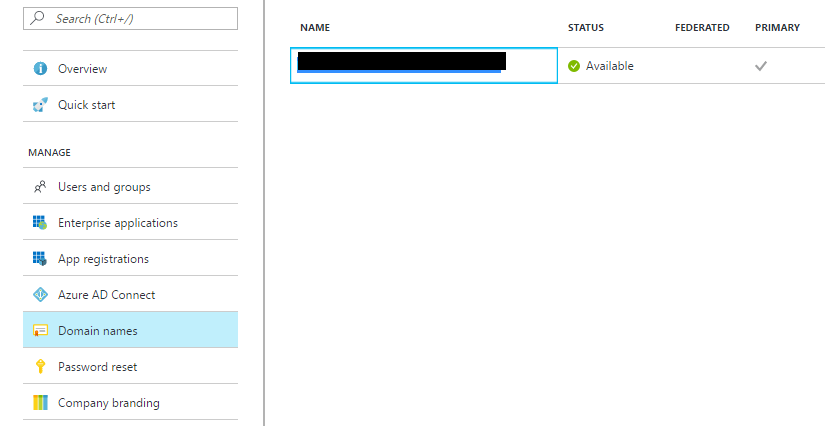 Search (Ctrl+/)
Overview
Quick start
MANAGE
Users and groups
Enterprise applications
App registrations
Azure AD Connect
Domain names
Password reset
Company branding
NAME STATUS FEDERATED PRIMARY
Available